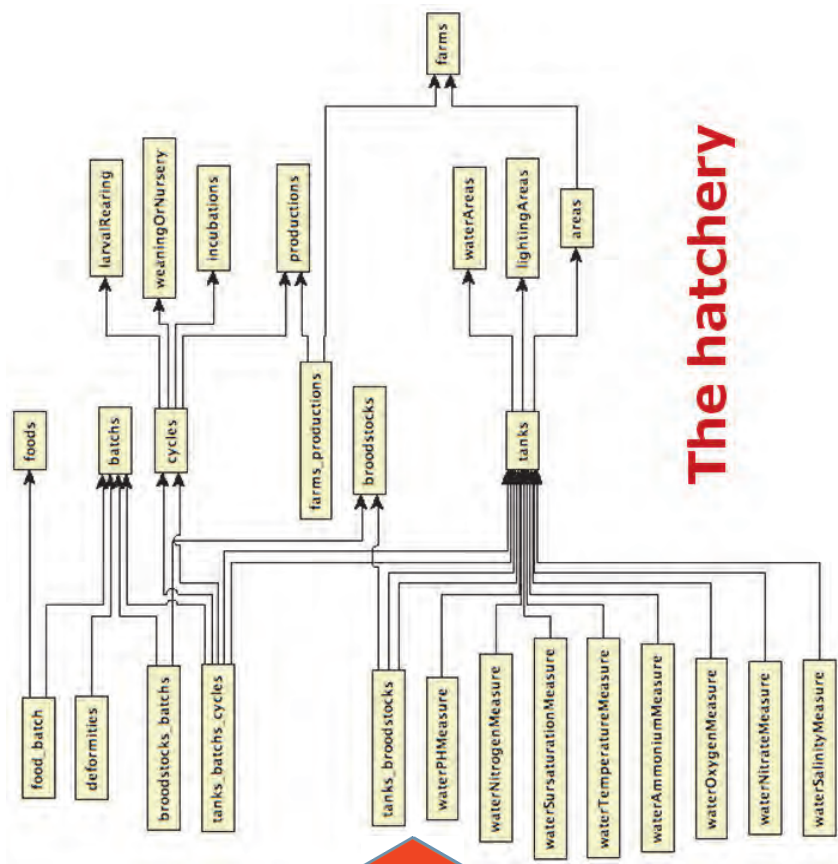 food_batch
deformities
broodstocks_batchs
tanks_batchs_cycles
tanks_broodstocks
waterPHMeasure
waterNitrogenMeasure
waterSursaturationMeasure
waterTemperatureMeasure
waterAmmoniumMeasure
waterOxygenMeasure
waterNitrateMeasure
waterSalinityMeasure
foods
batchs
cycles
farms_productions
broodstocks
tanks
larvalRearing
weaningOrNursery
incubations
productions
waterAreas
lightingAreas
areas
farms
The hatchery